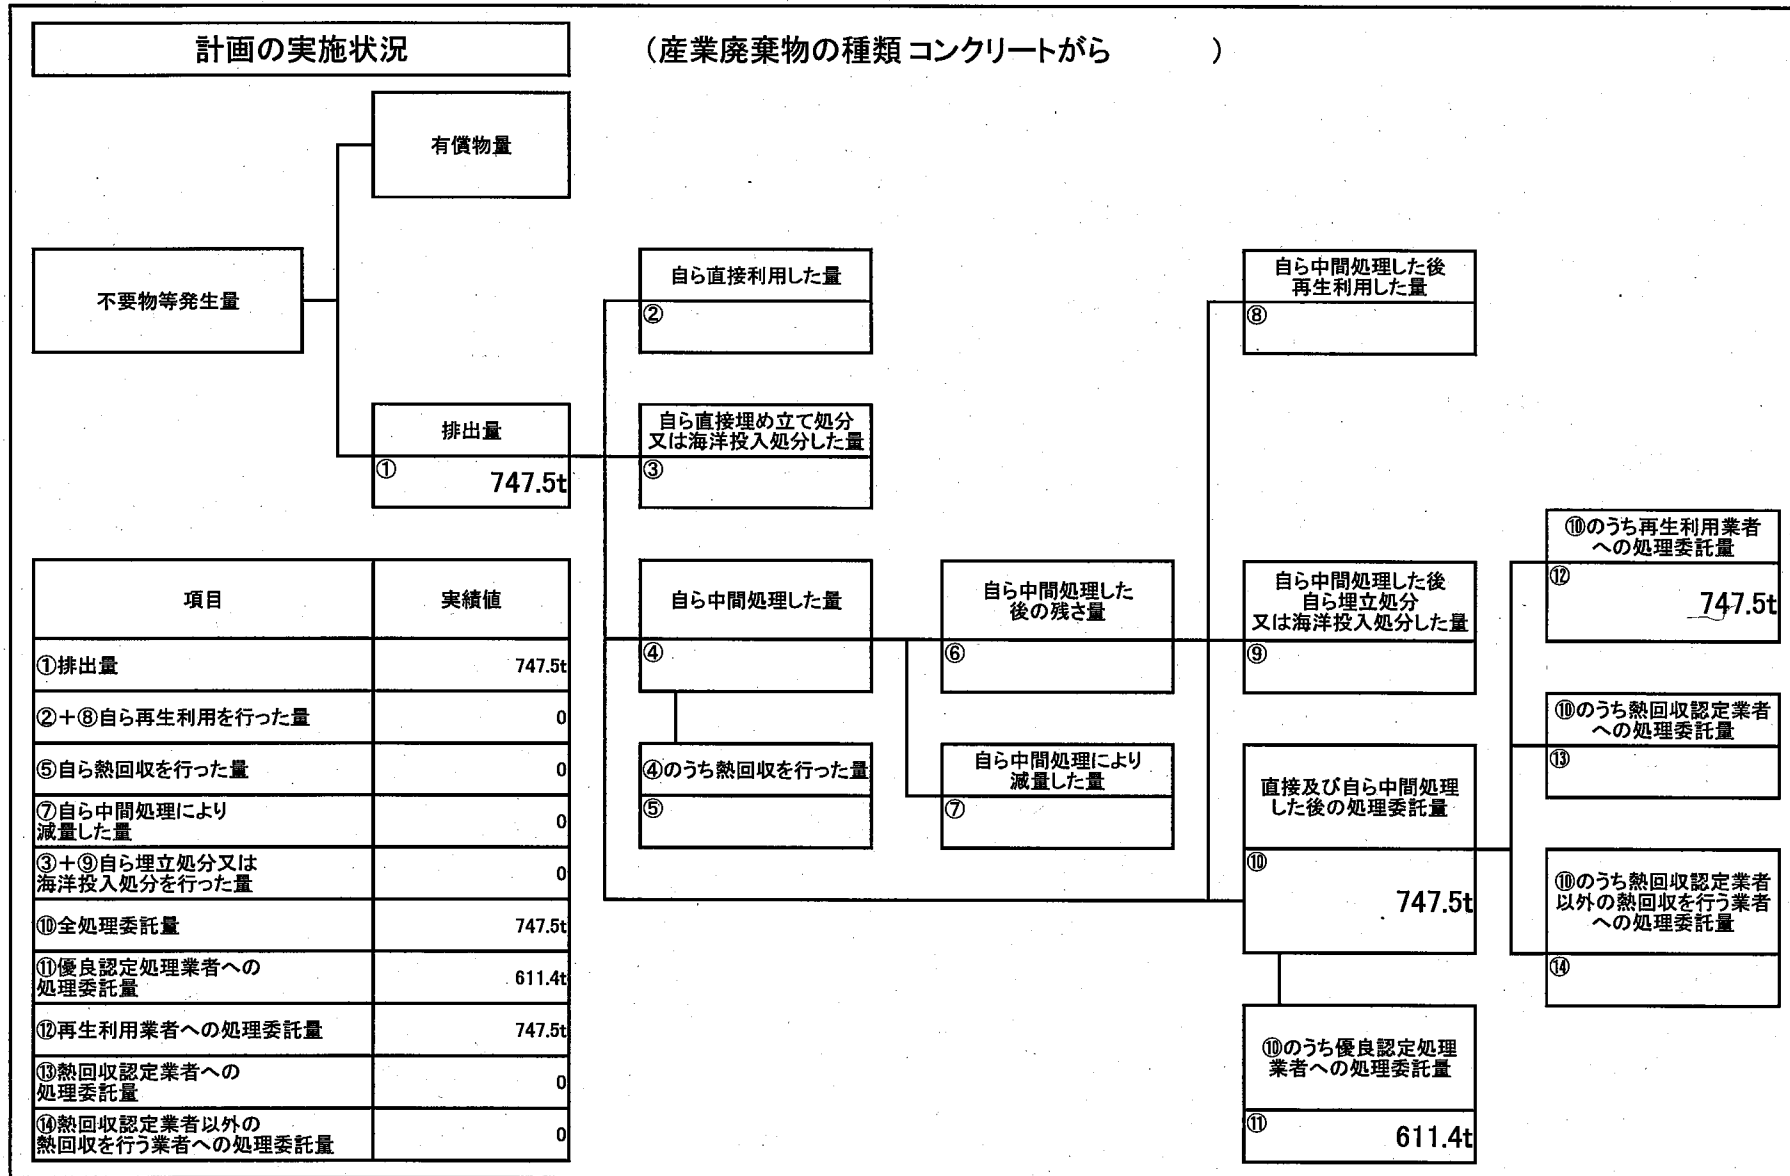 計画の実施状況
（産業廃棄物の種類 コンクリートがら　　　）
有償物量
不要物等発生量
排出量
①
747.5t
自ら直接利用した量
②
自ら直接埋め立て処分
又は海洋投入処分した量
③
自ら中間処理した量
④
④のうち熱回収を行った量
⑤
自ら中間処理した
後の残さ量
⑥
自ら中間処理により
減量した量
⑦
自ら中間処理した後
再生利用した量
⑧
自ら中間処理した後
自ら埋立処分
又は海洋投入処分した量
⑨
直接及び自ら中間処理
した後の処理委託量
⑩
747.5t
⑩のうち優良認定処理
業者への処理委託量
⑪
611.4t
⑩のうち再生利用業者
への処理委託量
⑫
747.5t
⑩のうち熱回収認定業者
への処理委託量
⑬
⑩のうち熱回収認定業者
以外の熱回収を行う業者
への処理委託量
⑭
項目 実績値
①排出量 747.5t
②＋⑧自ら再生利用を行った量 0
⑤自ら熱回収を行った量 0
⑦自ら中間処理により
減量した量 0
③＋⑨自ら埋立処分又は
海洋投入処分を行った量 0
⑩全処理委託量 747.5t
⑪優良認定処理業者への
処理委託量 611.4t
⑫再生利用業者への処理委託量 747.5t
⑬熱回収認定業者への
処理委託量 0
⑭熱回収認定業者以外の
熱回収を行う業者への処理委託量 0